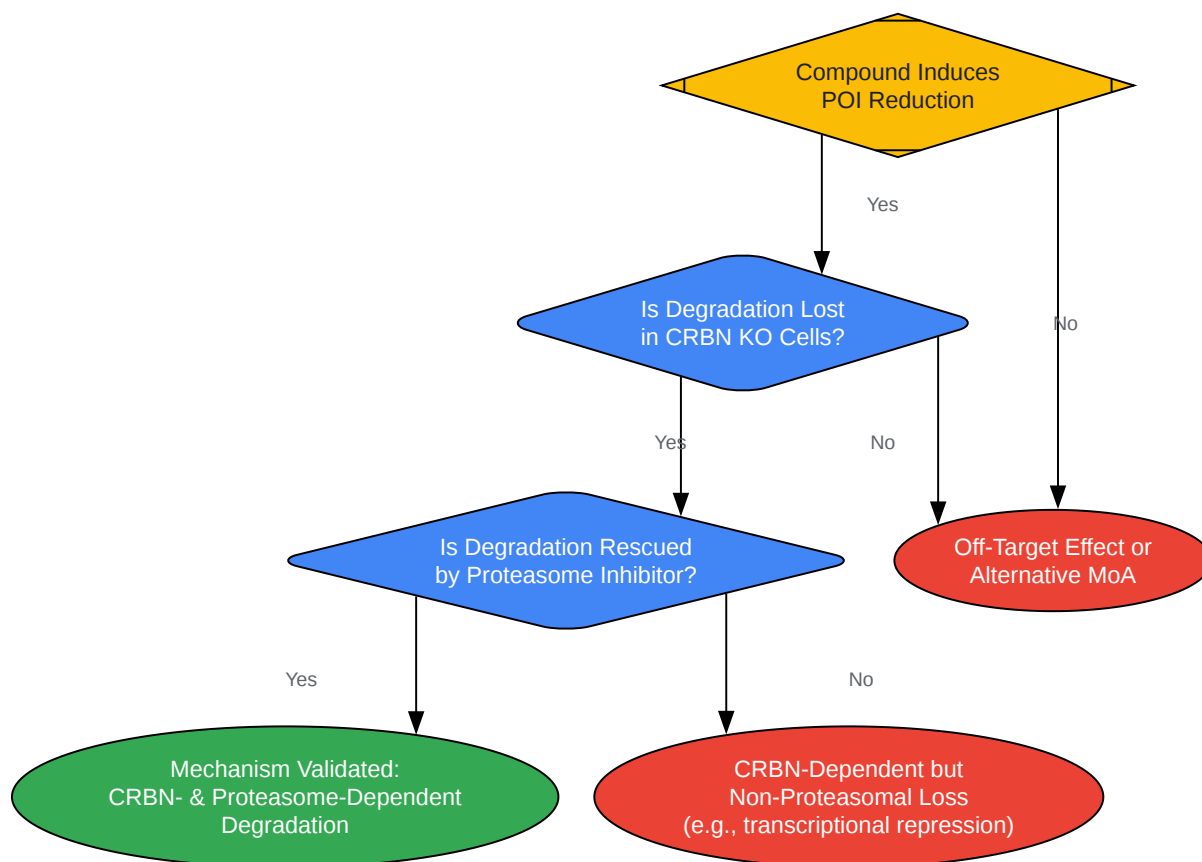 Compound Induces
POI Reduction
Yes
No
Is Degradation Lost
in CRBN KO Cells?
Yes
No
Is Degradation Rescued
by Proteasome Inhibitor?
Off-Target Effect or
Alternative MoA
Yes
No
Mechanism Validated:
CRBN- & Proteasome-Dependent
Degradation
CRBN-Dependent but
Non-Proteasomal Loss
(e.g., transcriptional repression)